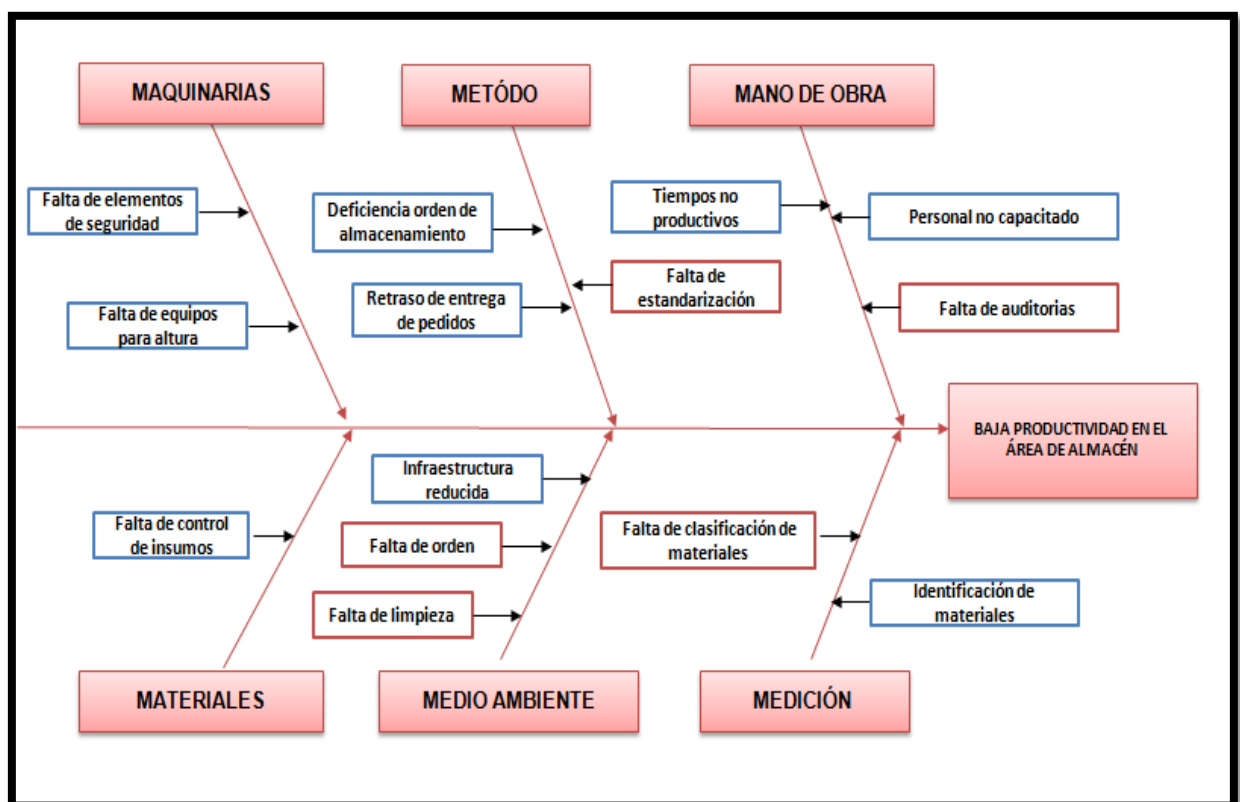 MAQUINARIAS
METÓDO
MANO DE OBRA
Falta de elementos
de seguridad
Deficiencia orden de
almacenamiento
Tiempos no
productivos
Personal no capacitado
Falta de equipos
para altura
Retraso de entrega
de pedidos
Falta de
estandarización
Falta de auditorias
BAJA PRODUCTIVIDAD EN EL
ÁREA DE ALMACÉN
Falta de control
de insumos
Infraestructura
reducida
Falta de orden
Falta de limpieza
Falta de clasificación de
materiales
Identificación de
materiales
MATERIALES
MEDIO AMBIENTE
MEDICIÓN